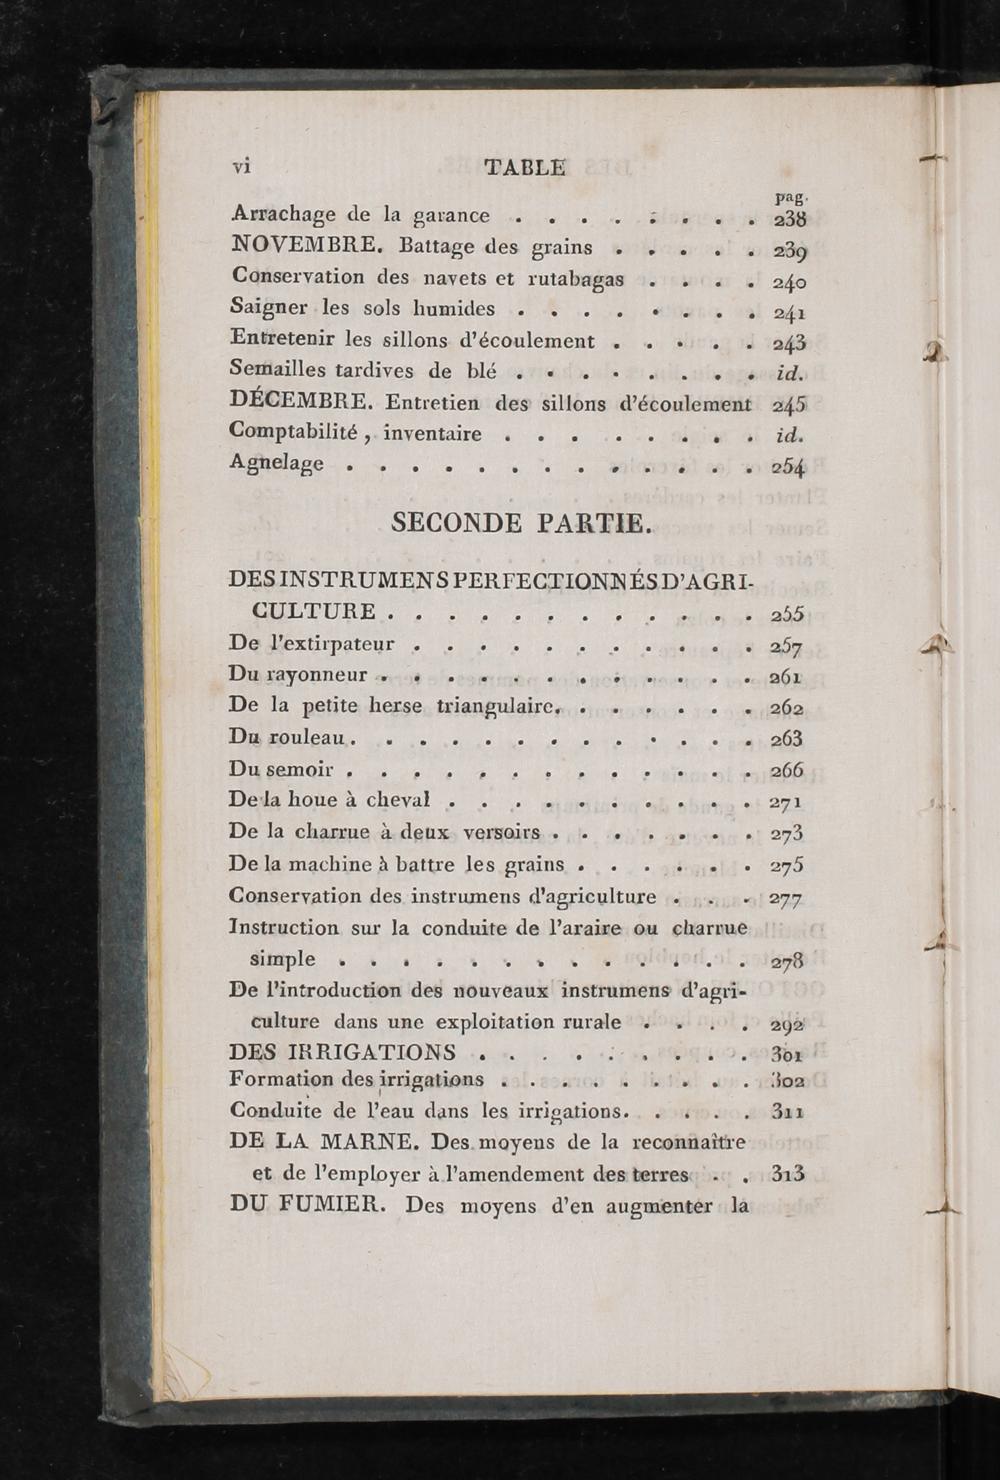 vi TABLE
pag.
Arrachage de la garance . . . . . . . . 238
NOVEMBRE. Battage des grains . . . . . 239
Conservation des navets et rutabagas . . . . 240
Saigner les sols humides . . . . . . . . 241
Entretenir les sillons d'écoulement . . . . . 243
Semailles tardives de blé . . . . . . . . id.
DÉCEMBRE. Entretien des sillons d'écoulement 245
Comptabilité, inventaire . . . . . . . . id.
Agnelage . . . . . . . . . . . . . 254
SECONDE PARTIE.
DES INSTRUMENS PERFECTIONNÉS D'AGRI-
CULTURE . . . . . . . . . . . . 255
De l'extirpateur . . . . . . . . . . . 257
Du rayonneur . . . . . . . . . . . . 261
De la petite herse triangulaire. . . . . . . 262
Du rouleau. . . . . . . . . . . . . 263
Du semoir . . . . . . . . . . . . . 266
De la houe à cheval . . . . . . . . . . 271
De la charrue à deux versoirs . . . . . . . 273
De la machine à battre les grains . . . . . . 275
Conservation des instrumens d'agriculture . . . 277
Instruction sur la conduite de l'araire ou charrue
simple . . . . . . . . . . . . . 278
De l'introduction des nouveaux instrumens d'agri-
culture dans une exploitation rurale . . . . 292
DES IRRIGATIONS . . . . . . . . . 301
Formation des irrigations . . . . . . . . . 302
Conduite de l'eau dans les irrigations. . . . . 311
DE LA MARNE. Des moyens de la reconnaître
et de l'employer à l'amendement des terres . . 313
DU FUMIER. Des moyens d'en augmenter la